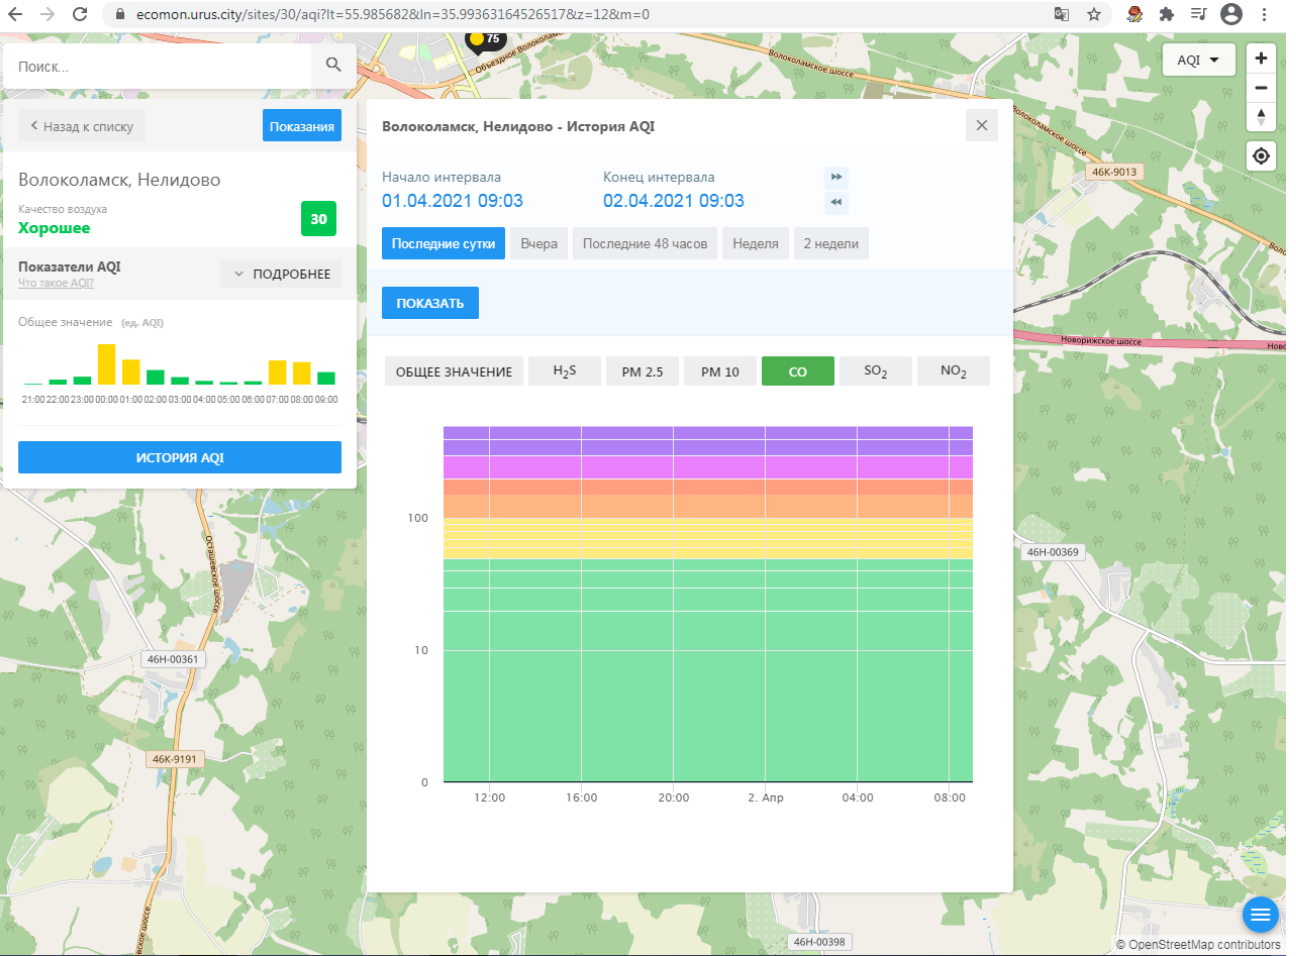 ecomon.urus.city/sites/30/aqi?lt=55.985682&ln=35.99363164526517&z=12&m=0
75
Объездное Волоколамск
Волоколамское шоссе
Поиск...
AQI
Назад к списку
Показания
Волоколамск, Нелидово - История AQI
Волоколамское шоссе
46К-9013
Волоколамск, Нелидово
Начало интервала
Конец интервала
01.04.2021 09:03
02.04.2021 09:03
Качество воздуха
Хорошее
30
Последние сутки
Вчера
Последние 48 часов
Неделя
2 недели
Показатели AQI
Что такое AQI?
ПОДРОБНЕЕ
ПОКАЗАТЬ
Общее значение (ед. AQI)
Новорижское шоссе
Ново
ОБЩЕЕ ЗНАЧЕНИЕ
H2S
PM 2.5
PM 10
CO
SO2
NO2
21:00 22:00 23:00 00:00 01:00 02:00 03:00 04:00 05:00 06:00 07:00 08:00 09:00
ИСТОРИЯ AQI
100
10
0
12:00
16:00
20:00
2. Апр
04:00
08:00
Осташевское шоссе
46Н-00369
46Н-00361
46К-9191
46Н-00398
© OpenStreetMap contributors